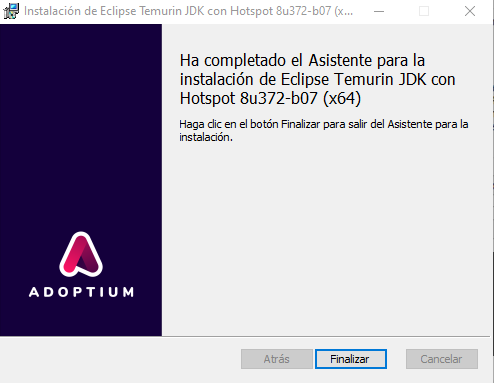 Instalación de Eclipse Temurin JDK con Hotspot 8u372-b07 (x...
Ha completado el Asistente para la
instalación de Eclipse Temurin JDK con
Hotspot 8u372-b07 (x64)
Haga clic en el botón Finalizar para salir del Asistente para la
instalación.
ADOPTIUM
Atrás
Finalizar
Cancelar